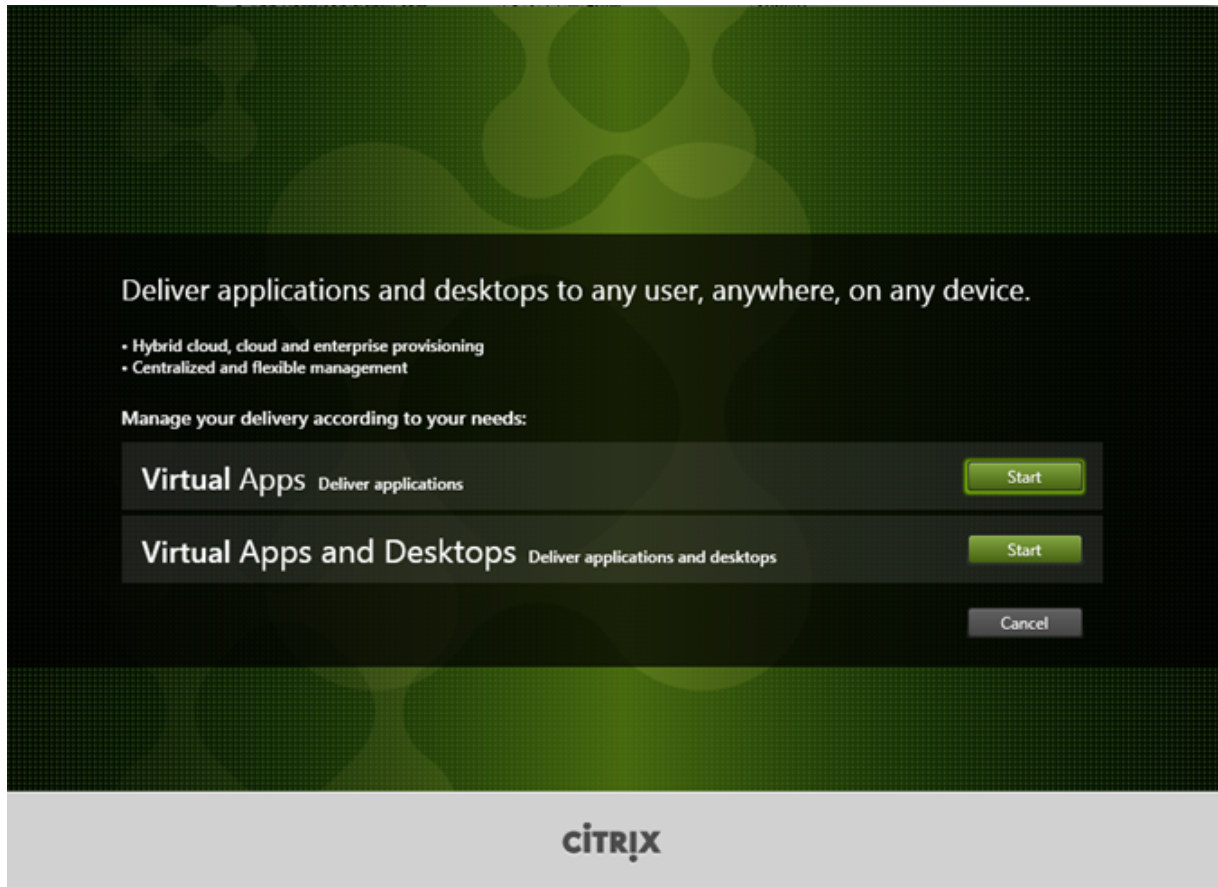 Deliver applications and desktops to any user, anywhere, on any device.
• Hybrid cloud, cloud and enterprise provisioning
• Centralized and flexible management
Manage your delivery according to your needs:
Virtual Apps Deliver applications Start
Virtual Apps and Desktops Deliver applications and desktops Start
Cancel
CİTRỊX